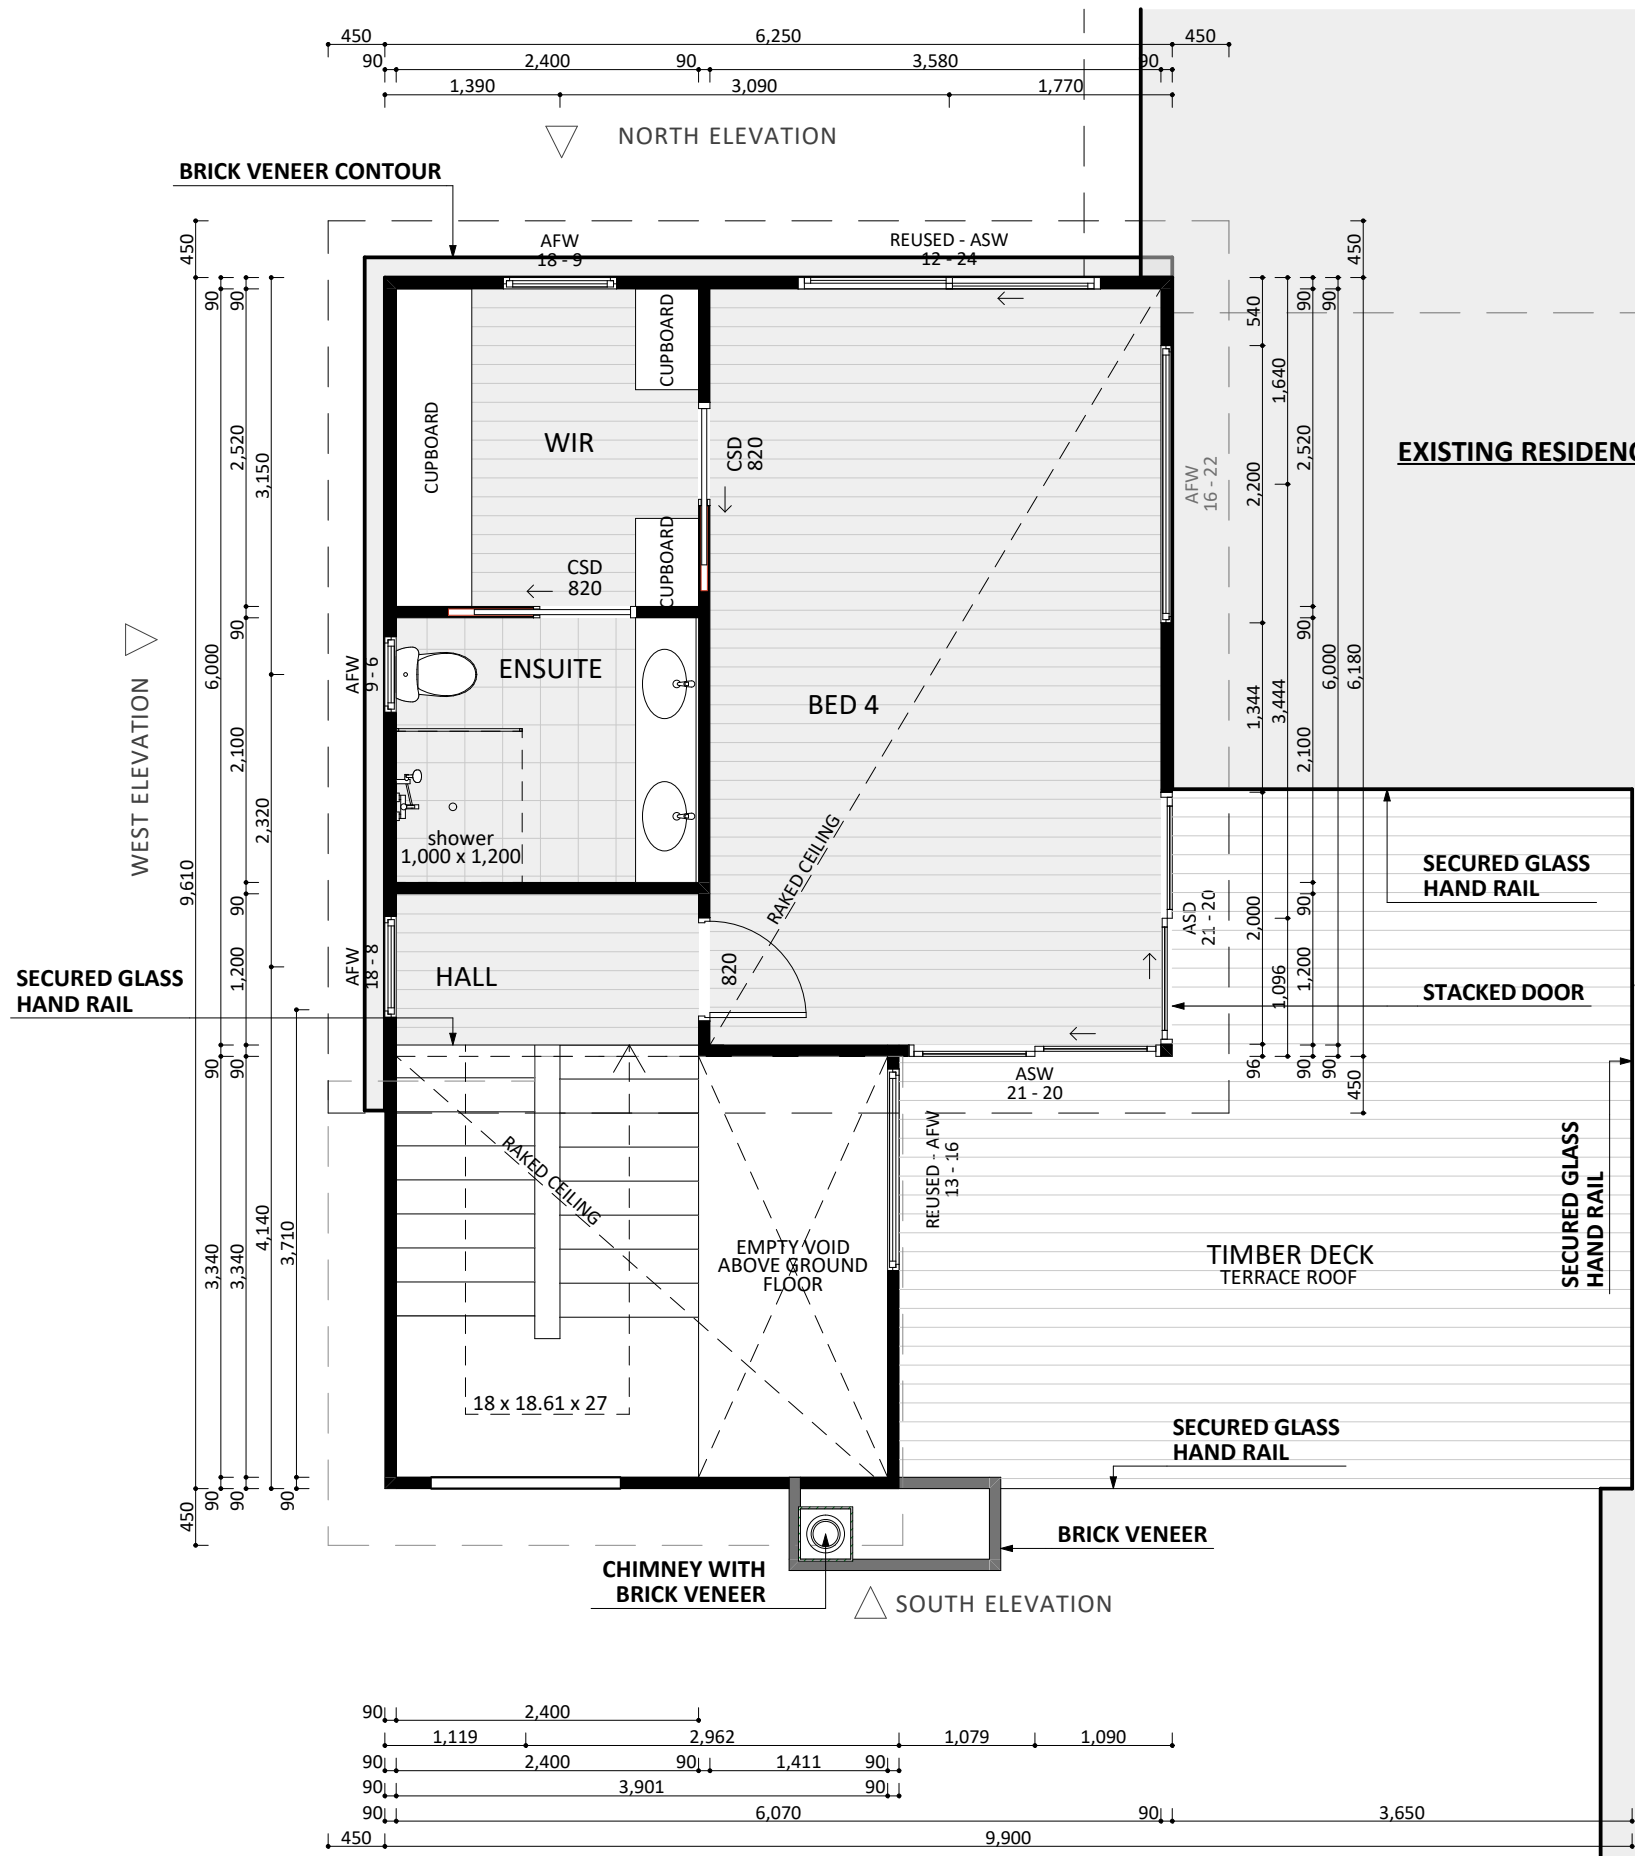 450
6,250
450
90
2,400
90
3,580
90
1,390
3,090
1,770
NORTH ELEVATION
BRICK VENEER CONTOUR
AFW
18 - 9
REUSED - ASW
12 - 24
450
90
90
2,520
3,150
6,000
90
2,100
2,320
9,610
90
1,200
90
90
3,340
3,340
4,140
3,710
90
90
90
450
WEST ELEVATION
CUPBOARD
CUPBOARD
CUPBOARD
WIR
CSD
820
CSD
820
AFW
9 - 6
ENSUITE
BED 4
shower
1,000 x 1,200
RAKED CEILING
AFW
18 - 8
HALL
820
SECURED GLASS
HAND RAIL
AFW
16 - 22
EXISTING RESIDENC
450
540
90
90
1,640
2,200
2,520
90
6,000
6,180
1,344
3,444
2,100
90
2,000
1,200
1,096
96
90
90
450
ASD
21 - 20
SECURED GLASS
HAND RAIL
STACKED DOOR
ASW
21 - 20
REUSED - AFW
13 - 16
RAKED CEILING
EMPTY VOID
ABOVE GROUND
FLOOR
TIMBER DECK
TERRACE ROOF
SECURED GLASS
HAND RAIL
18 x 18.61 x 27
SECURED GLASS
HAND RAIL
BRICK VENEER
CHIMNEY WITH
BRICK VENEER
SOUTH ELEVATION
90
2,400
1,119
2,962
1,079
1,090
90
2,400
90
1,411
90
90
3,901
90
90
6,070
90
3,650
450
9,900